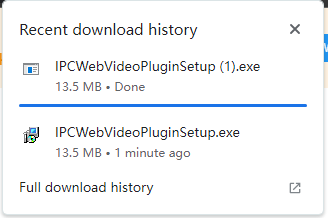 Recent download history
IPCWebVideoPluginSetup (1).exe
13.5 MB • Done
IPCWebVideoPluginSetup.exe
13.5 MB • 1 minute ago
Full download history